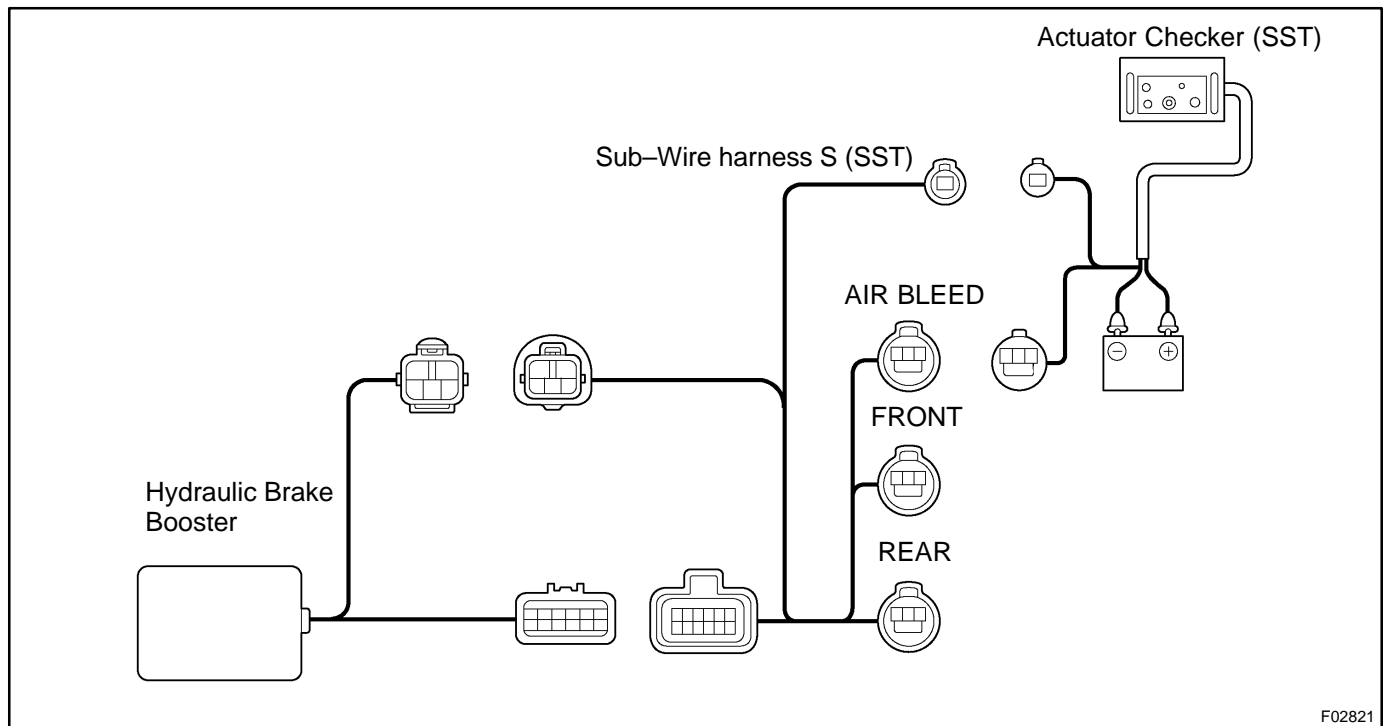 Actuator Checker (SST)
Sub–Wire harness S (SST)
AIR BLEED
FRONT
Hydraulic Brake
Booster
REAR
− +
F02821